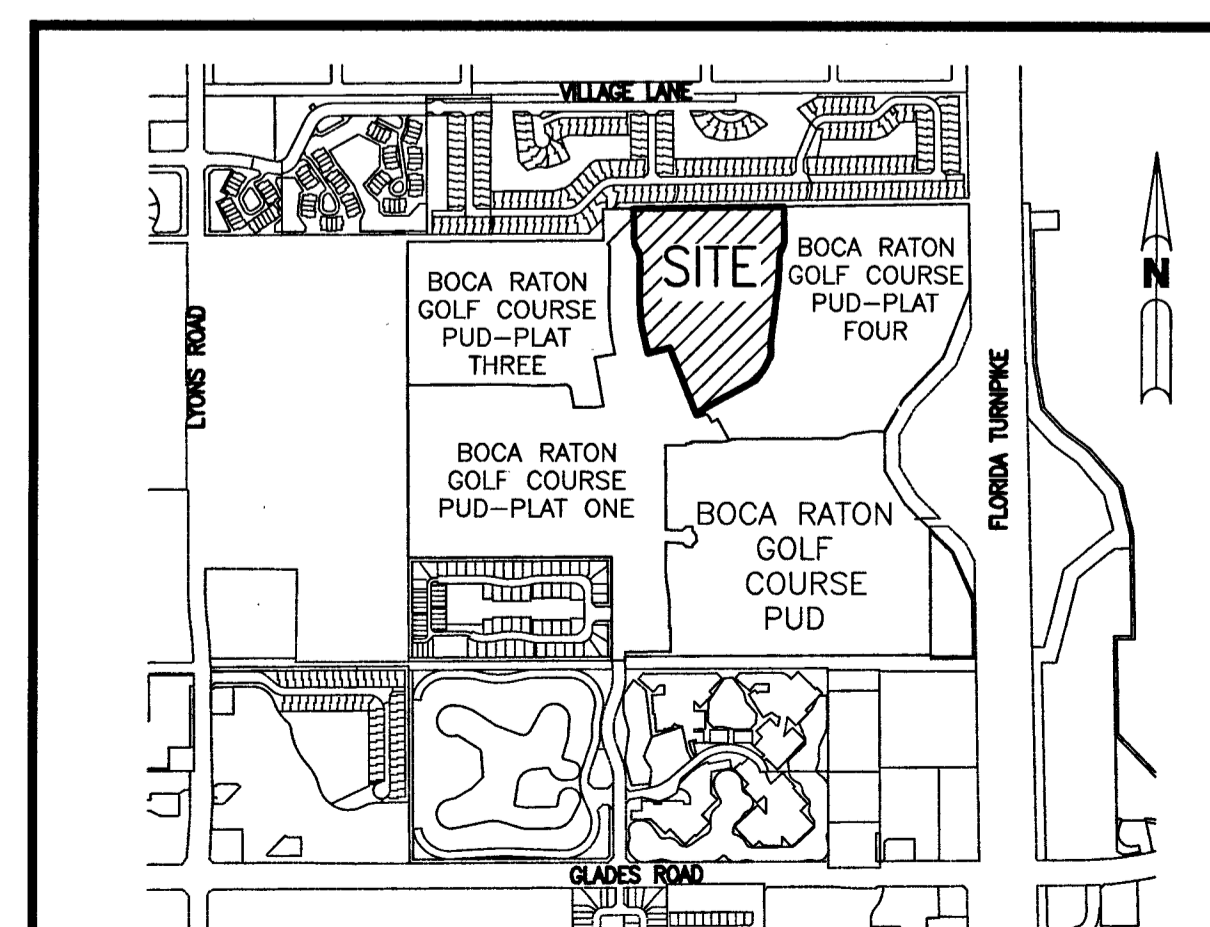 VILLAGE LANE
SITE
BOCA RATON
GOLF COURSE
PUD-PLAT
FOUR
BOCA RATON
GOLF COURSE
PUD-PLAT
THREE
N
LYONS ROAD
FLORIDA TURNPIKE
BOCA RATON
GOLF COURSE
PUD-PLAT ONE
BOCA RATON
GOLF
COURSE
PUD
GLADES ROAD